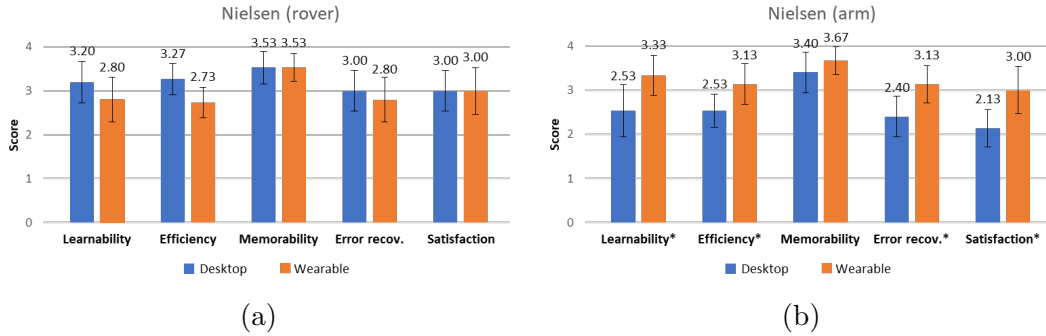 Nielsen (rover)
Score
4
3
2
1
0
3.20
2.80
3.27
2.73
3.53
3.53
3.00
2.80
3.00
3.00
Learnability
Efficiency
Memorability
Error recov.
Satisfaction
Desktop
Wearable
(a)
Nielsen (arm)
Score
4
3
2
1
0
2.53
3.33
2.53
3.13
3.40
3.67
2.40
3.13
2.13
3.00
Learnability*
Efficiency*
Memorability
Error recov.*
Satisfaction*
Desktop
Wearable
(b)